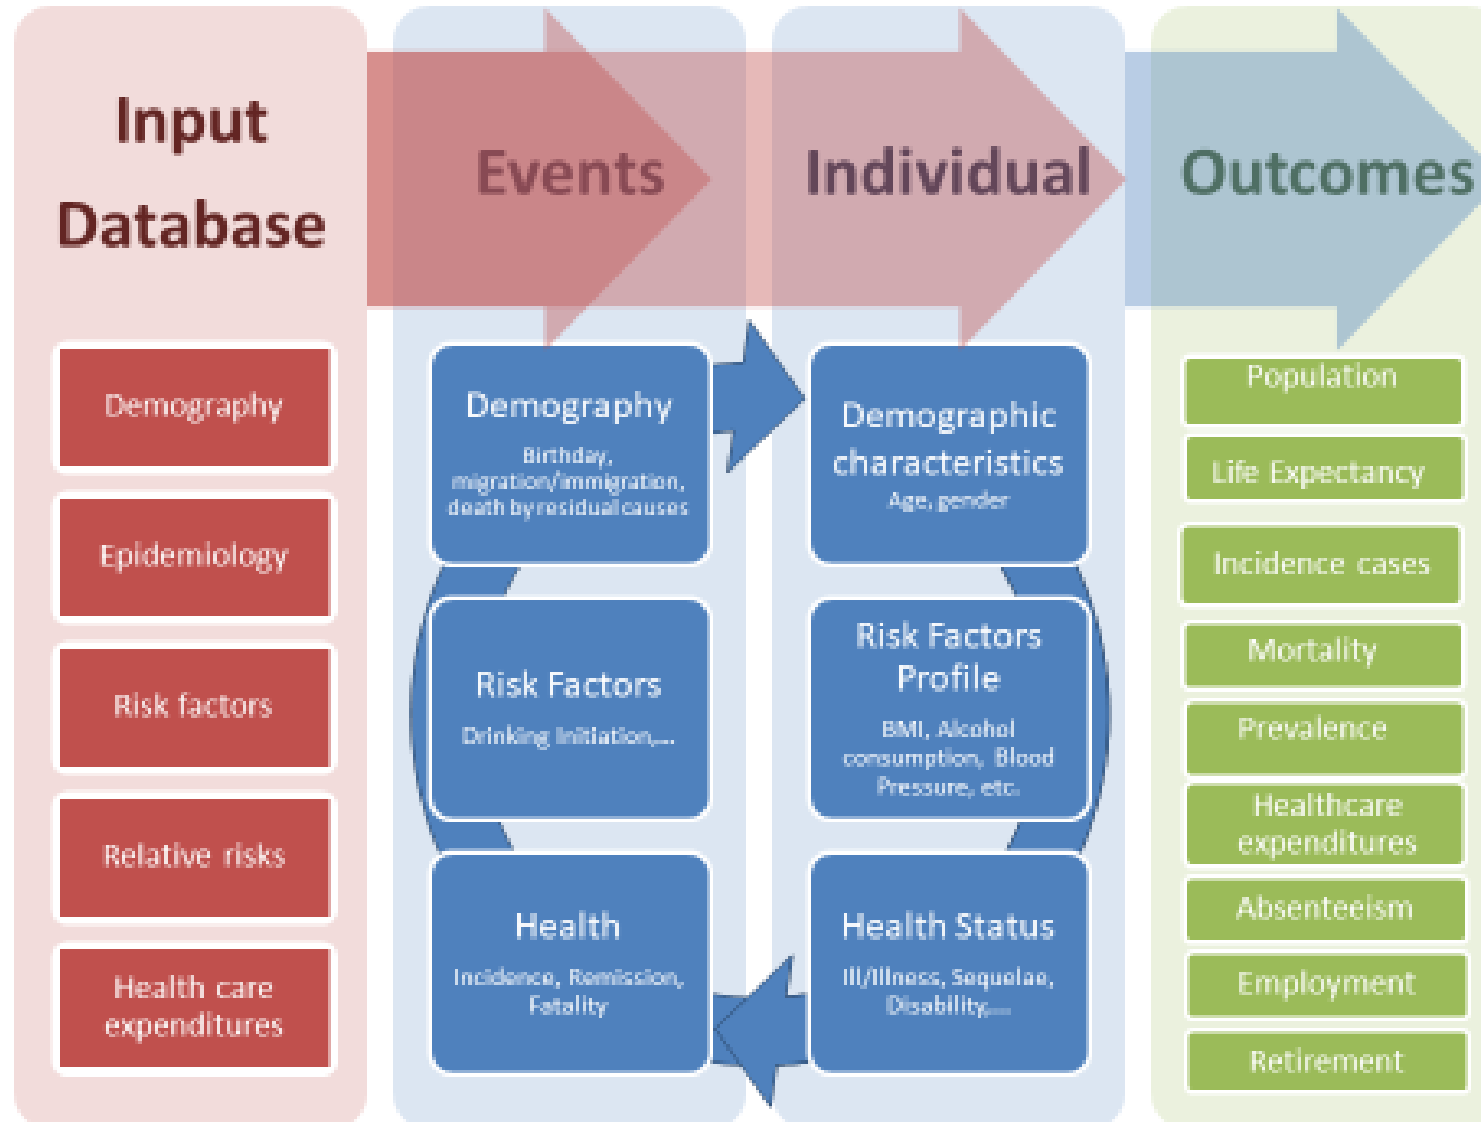 Input
Database
Demography
Epidemiology
Risk factors
Relative risks
Health care
expenditures
Events
Demography
Birthday,
migration/immigration,
death by residual causes
Risk Factors
Drinking Initiation,...
Health
Incidence, Remission,
Fatality
Individual
Demographic
characteristics
Age, gender
Risk Factors
Profile
BMI, Alcohol
consumption, Blood
Pressure, etc.
Health Status
Ill/Illness, Sequelae,
Disability,...
Outcomes
Population
Life Expectancy
Incidence cases
Mortality
Prevalence
Healthcare
expenditures
Absenteeism
Employment
Retirement